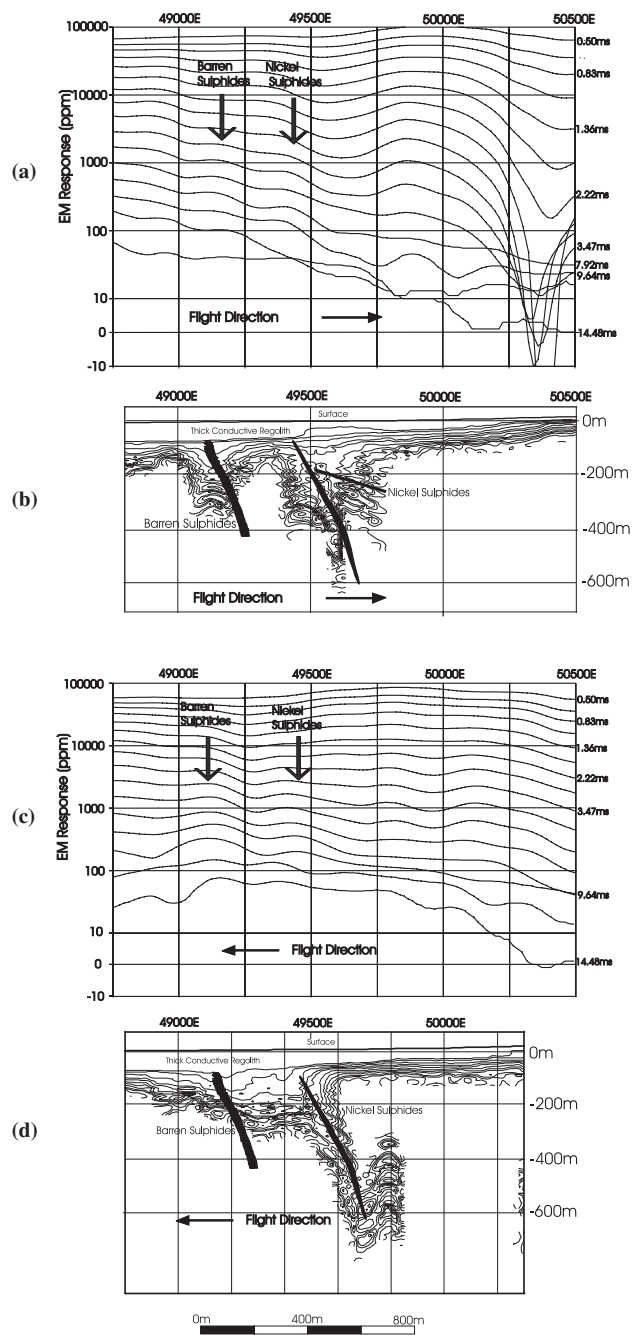 49000E 49500E 50000E 50500E
100000
10000
1000
100
10
0
-10
EM Response (ppm)
(a)
Barren Sulphides
Nickel Sulphides
0.50ms
0.83ms
1.36ms
2.22ms
3.47ms
7.92ms
9.64ms
14.48ms
Flight Direction
49000E 49500E 50000E 50500E
(b)
Surface
Thick Conductive Regolith
0m
-200m
-400m
-600m
Nickel Sulphides
Barren Sulphides
Flight Direction
49000E 49500E 50000E 50500E
100000
10000
1000
100
10
0
-10
EM Response (ppm)
(c)
Barren Sulphides
Nickel Sulphides
0.50ms
0.83ms
1.36ms
2.22ms
3.47ms
9.64ms
14.48ms
Flight Direction
49000E 49500E 50000E
(d)
Surface
Thick Conductive Regolith
0m
-200m
-400m
-600m
Nickel Sulphides
Barren Sulphides
Flight Direction
0m 400m 800m